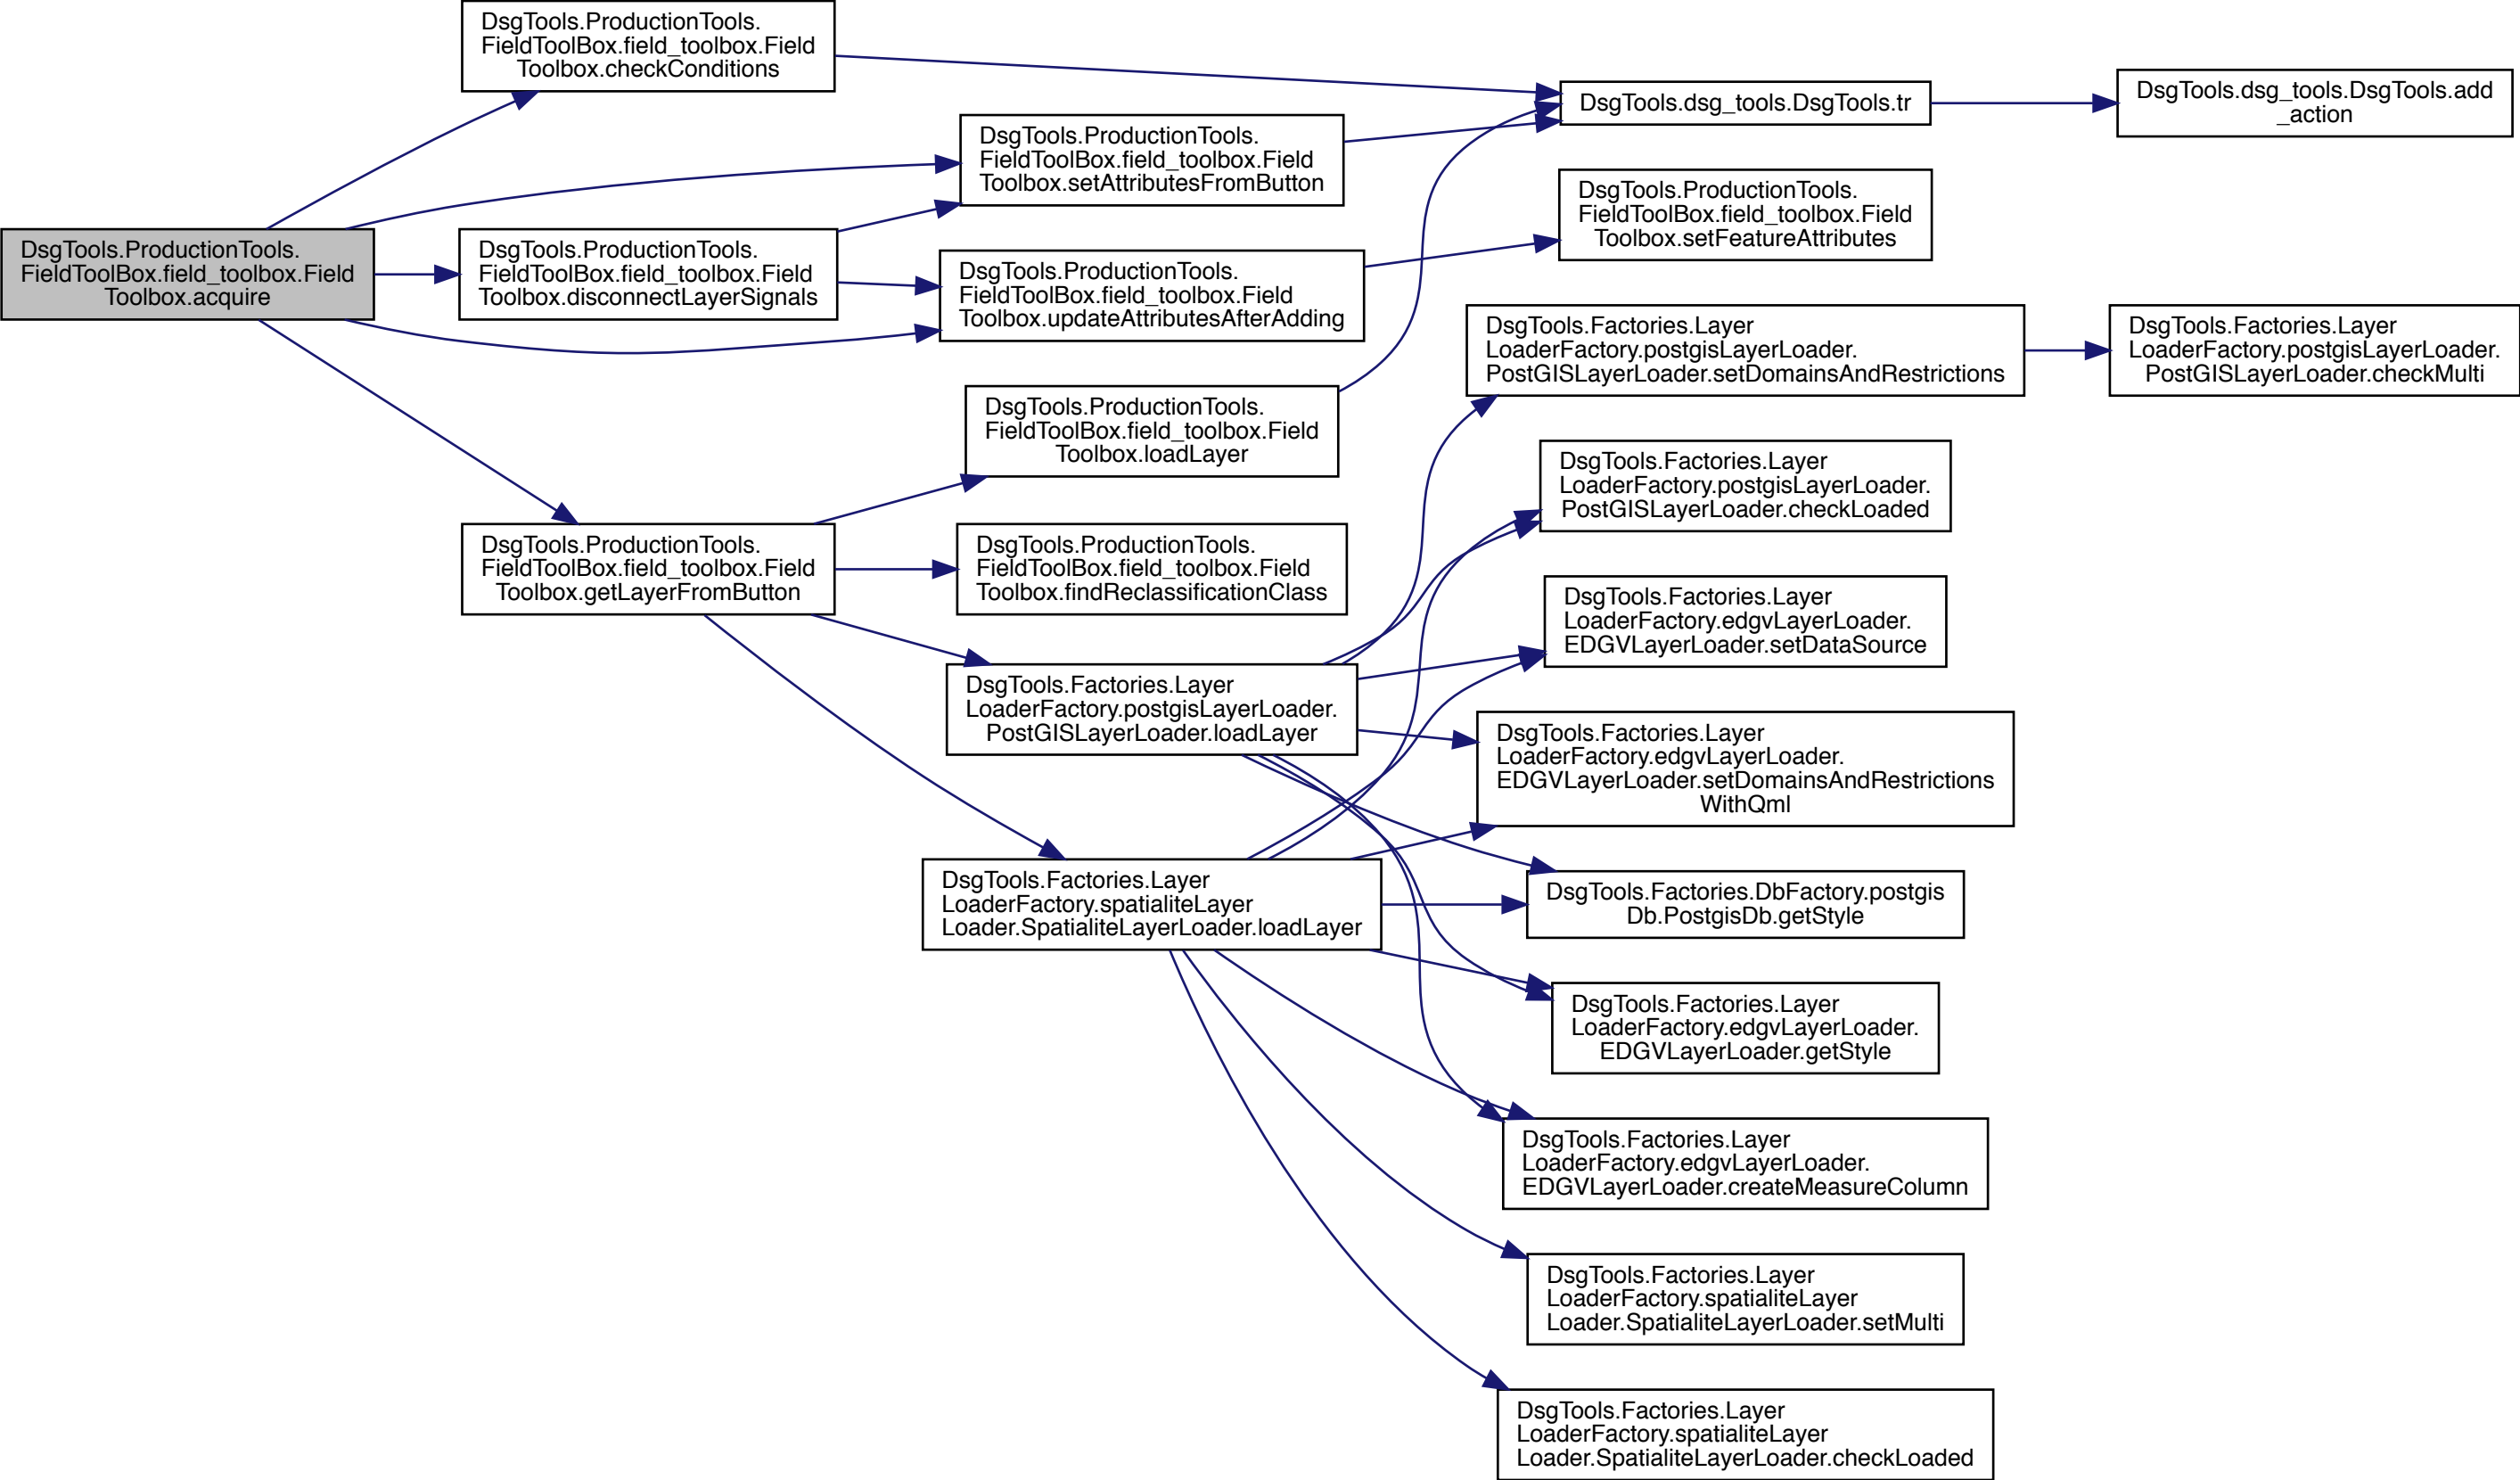 DsgTools.ProductionTools.
FieldToolBox.field_toolbox.Field
Toolbox.acquire
DsgTools.ProductionTools.
FieldToolBox.field_toolbox.Field
Toolbox.checkConditions
DsgTools.ProductionTools.
FieldToolBox.field_toolbox.Field
Toolbox.disconnectLayerSignals
DsgTools.ProductionTools.
FieldToolBox.field_toolbox.Field
Toolbox.getLayerFromButton
DsgTools.ProductionTools.
FieldToolBox.field_toolbox.Field
Toolbox.setAttributesFromButton
DsgTools.ProductionTools.
FieldToolBox.field_toolbox.Field
Toolbox.updateAttributesAfterAdding
DsgTools.ProductionTools.
FieldToolBox.field_toolbox.Field
Toolbox.loadLayer
DsgTools.ProductionTools.
FieldToolBox.field_toolbox.Field
Toolbox.findReclassificationClass
DsgTools.Factories.Layer
LoaderFactory.postgisLayerLoader.
PostGISLayerLoader.loadLayer
DsgTools.Factories.Layer
LoaderFactory.spatialiteLayer
Loader.SpatialiteLayerLoader.loadLayer
DsgTools.dsg_tools.DsgTools.tr
DsgTools.ProductionTools.
FieldToolBox.field_toolbox.Field
Toolbox.setFeatureAttributes
DsgTools.Factories.Layer
LoaderFactory.postgisLayerLoader.
PostGISLayerLoader.setDomainsAndRestrictions
DsgTools.Factories.Layer
LoaderFactory.postgisLayerLoader.
PostGISLayerLoader.checkLoaded
DsgTools.Factories.Layer
LoaderFactory.edgvLayerLoader.
EDGVLayerLoader.setDataSource
DsgTools.Factories.Layer
LoaderFactory.edgvLayerLoader.
EDGVLayerLoader.setDomainsAndRestrictions
WithQml
DsgTools.Factories.DbFactory.postgis
Db.PostgisDb.getStyle
DsgTools.Factories.Layer
LoaderFactory.edgvLayerLoader.
EDGVLayerLoader.getStyle
DsgTools.Factories.Layer
LoaderFactory.edgvLayerLoader.
EDGVLayerLoader.createMeasureColumn
DsgTools.Factories.Layer
LoaderFactory.spatialiteLayer
Loader.SpatialiteLayerLoader.setMulti
DsgTools.Factories.Layer
LoaderFactory.spatialiteLayer
Loader.SpatialiteLayerLoader.checkLoaded
DsgTools.dsg_tools.DsgTools.add
_action
DsgTools.Factories.Layer
LoaderFactory.postgisLayerLoader.
PostGISLayerLoader.checkMulti